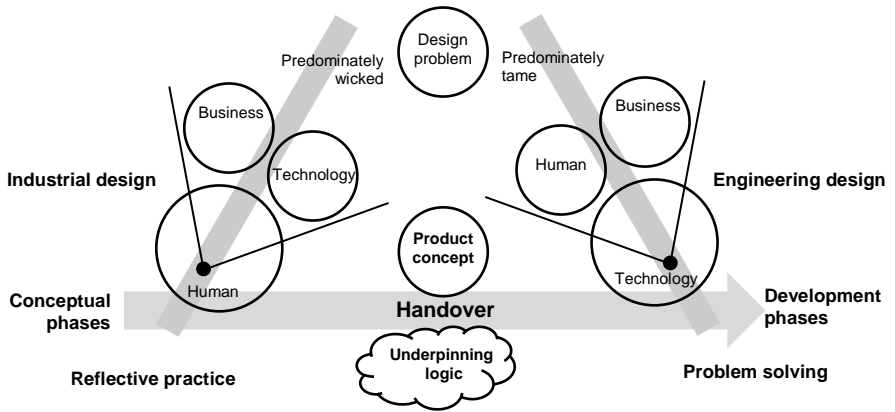 Design
problem
Predominately
wicked
Predominately
tame
Business
Technology
Human
Industrial design
Business
Human
Technology
Engineering design
Product
concept
Conceptual
phases
Handover
Development
phases
Underpinning
logic
Reflective practice
Problem solving